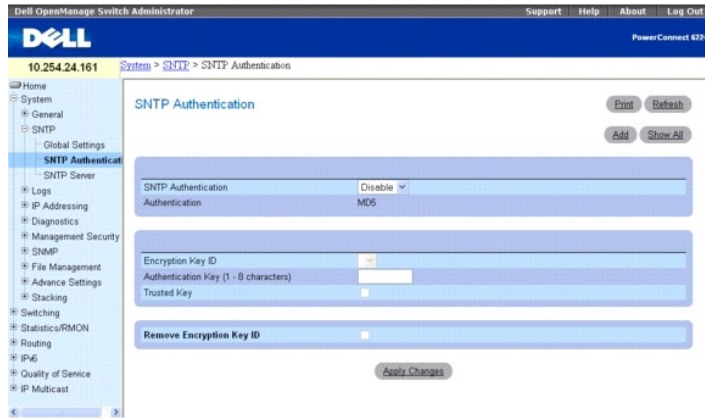 Dell OpenManage Switch Administrator
Support Help About Log Out
DELL
PowerConnect 622
10.254.24.161
System > SNTP > SNTP Authentication
Home
System
General
SNTP
Global Settings
SNTP Authenticati
SNTP Server
Logs
IP Addressing
Diagnostics
Management Security
SNMP
File Management
Advance Settings
Stacking
Switching
Statistics/RMON
Routing
IPv6
Quality of Service
IP Multicast
SNTP Authentication
Print Refresh
Add Show All
SNTP Authentication Disable
Authentication MD5
Encryption Key ID
Authentication Key (1 - 8 characters)
Trusted Key
Remove Encryption Key ID
Apply Changes